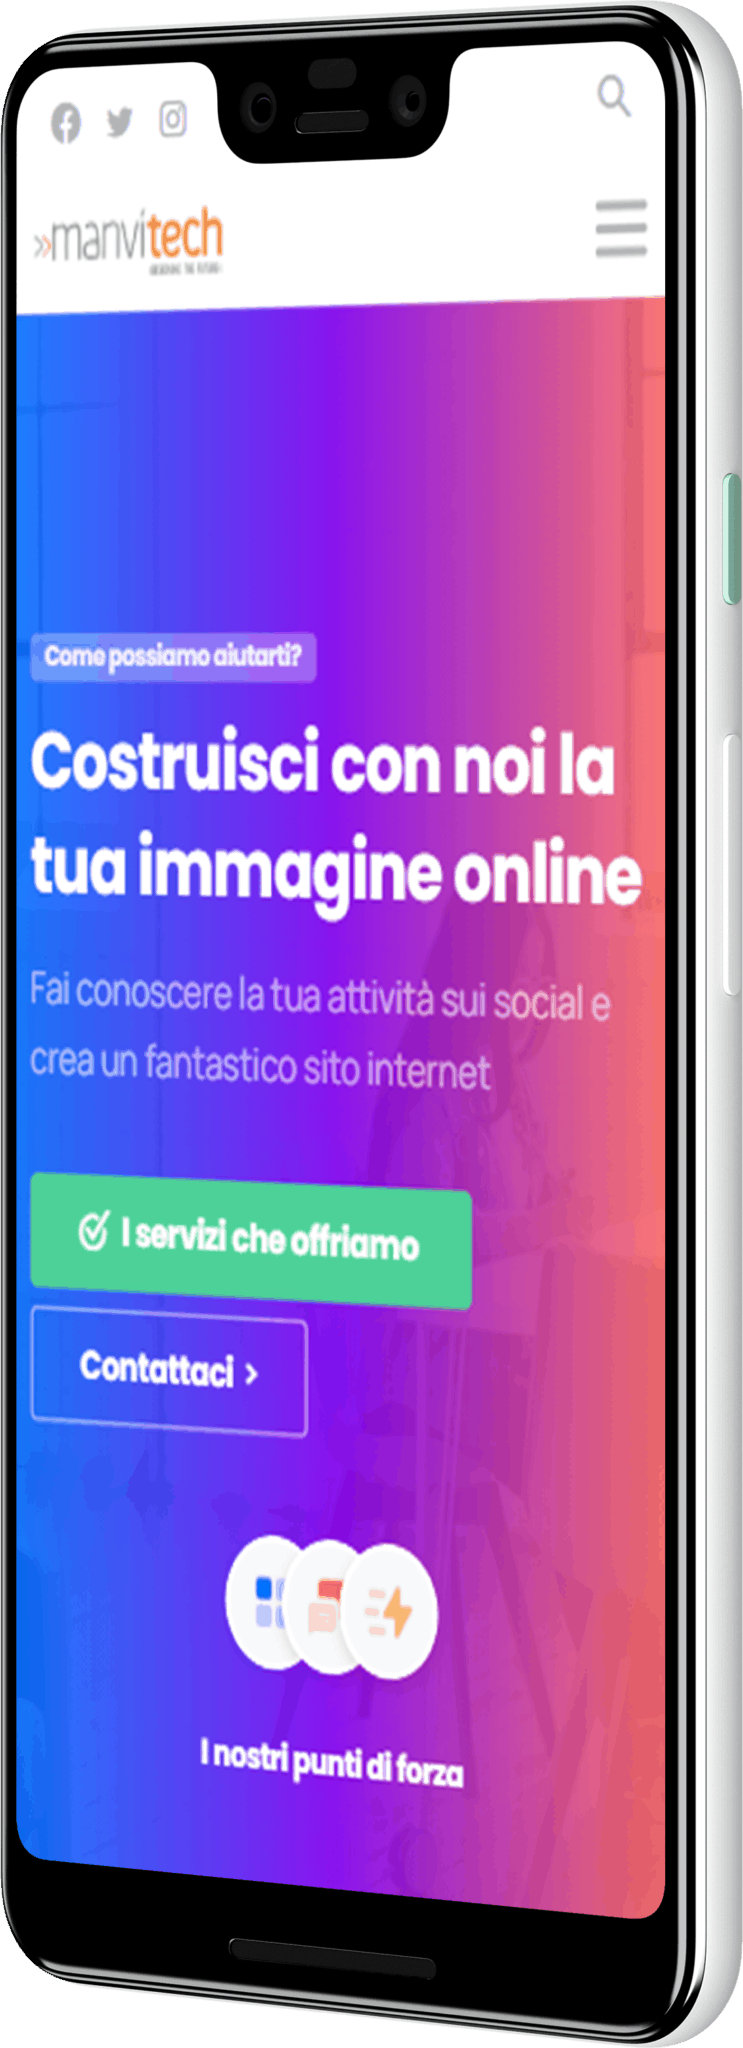 manvitech
Come possiamo aiutarti?
Costruisci con noi la
tua immagine online
Fai conoscere la tua attività sui social e
crea un fantastico sito internet
I servizi che offriamo
Contattaci
I nostri punti di forza